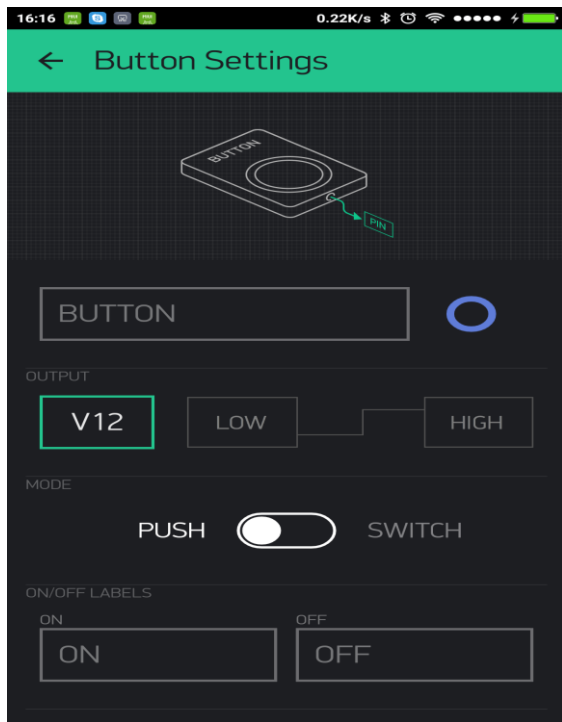 16:16 0.22K/s
Button Settings
BUTTON
PIN
BUTTON
OUTPUT
V12 LOW HIGH
MODE
PUSH SWITCH
ON/OFF LABELS
ON OFF
ON OFF